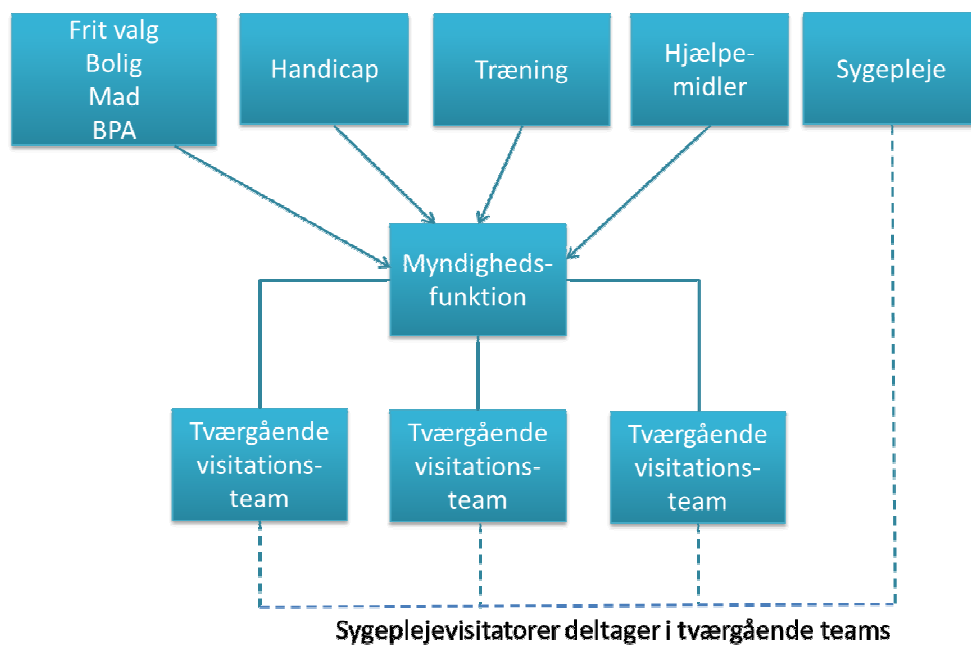 Frit valg
Bolig
Mad
BPA
Handicap
Træning
Hjælpe-
midler
Sygepleje
Myndigheds-
funktion
Tværgående
visitations-
team
Tværgående
visitations-
team
Tværgående
visitations-
team
Sygeplejevisitatorer deltager i tværgående teams